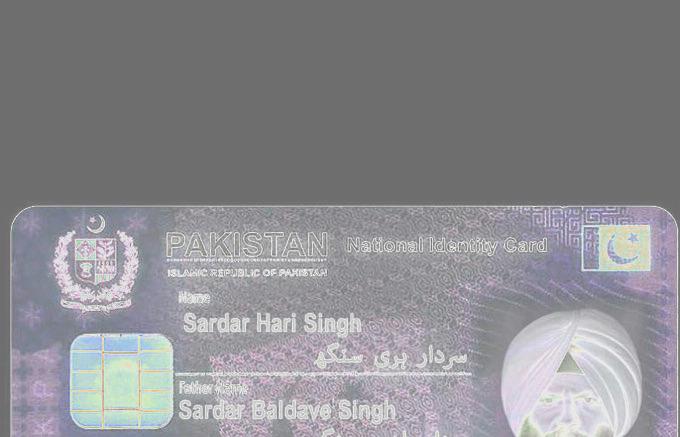 PAKISTAN National Identity Card
ISLAMIC REPUBLIC OF PAKISTAN
Name
Sardar Hari Singh
سردار ہری سنگھ
Father Name
Sardar Baldave Singh